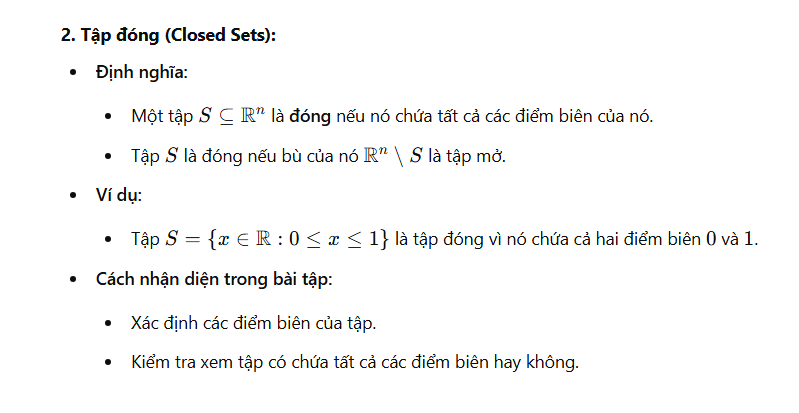 2. Tập đóng (Closed Sets):
• Định nghĩa:
• Một tập S ⊆ ℝⁿ là đóng nếu nó chứa tất cả các điểm biên của nó.
• Tập S là đóng nếu bù của nó ℝⁿ \ S là tập mở.
• Ví dụ:
• Tập S = {x ∈ ℝ : 0 ≤ x ≤ 1} là tập đóng vì nó chứa cả hai điểm biên 0 và 1.
• Cách nhận diện trong bài tập:
• Xác định các điểm biên của tập.
• Kiểm tra xem tập có chứa tất cả các điểm biên hay không.